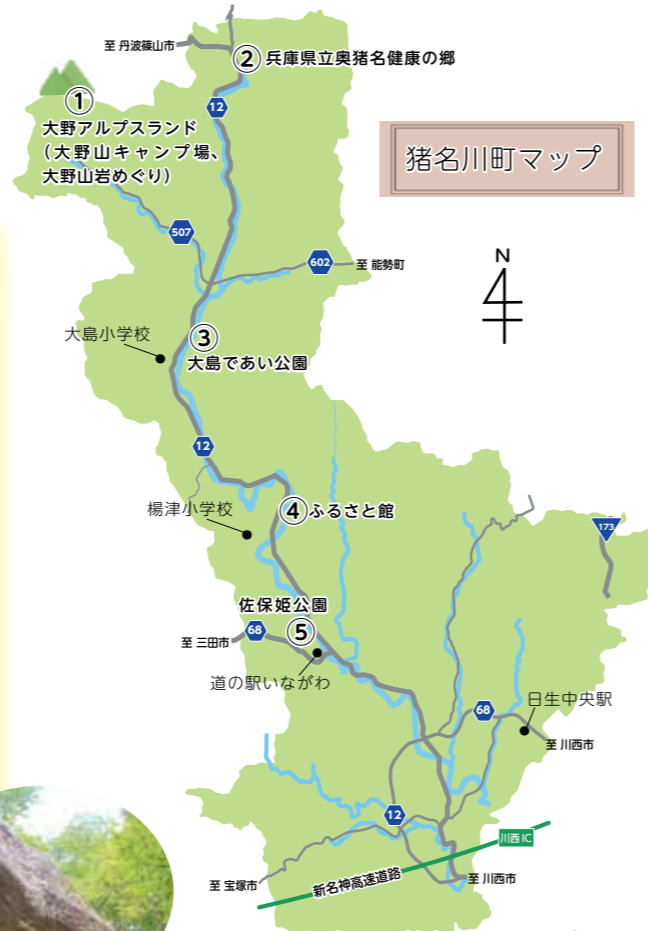 至 丹波篠山市
② 兵庫県立奥猪名健康の郷
①
大野アルプスランド
（大野山キャンプ場、
大野山岩めぐり）
12
猪名川町マップ
507
602
至 能勢町
N
大島小学校
③
大島であい公園
12
楊津小学校
④ ふるさと館
173
佐保姫公園
⑤
68
至 三田市
道の駅いながわ
68
日生中央駅
至 川西市
12
川西IC
新名神高速道路
至 宝塚市
至 川西市